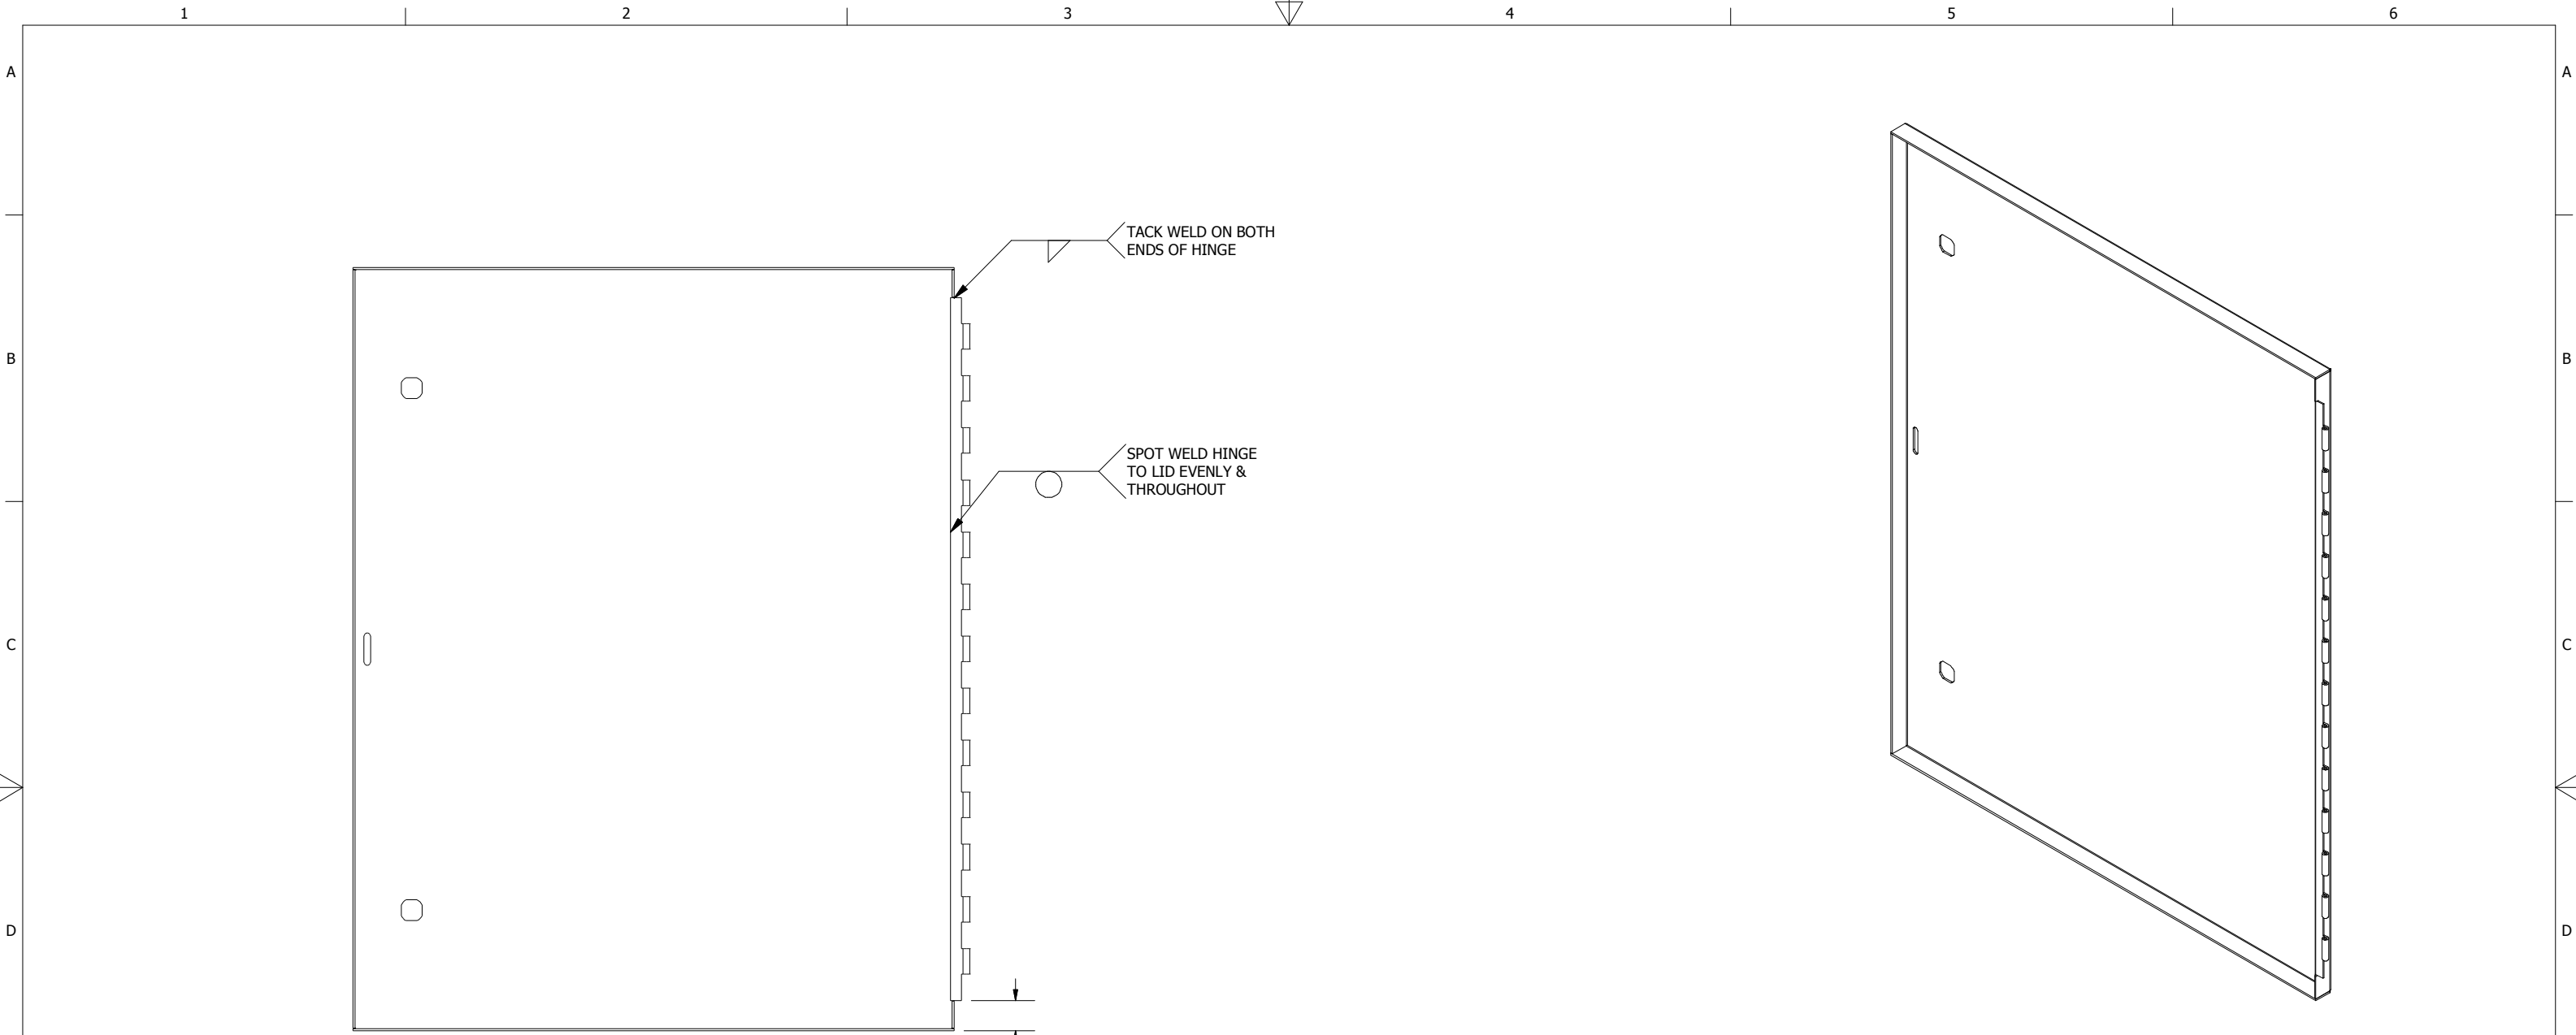 1 2 3 4 5 6
A A
TACK WELD ON BOTH
ENDS OF HINGE
B B
SPOT WELD HINGE
TO LID EVENLY &
THROUGHOUT
C C
D D